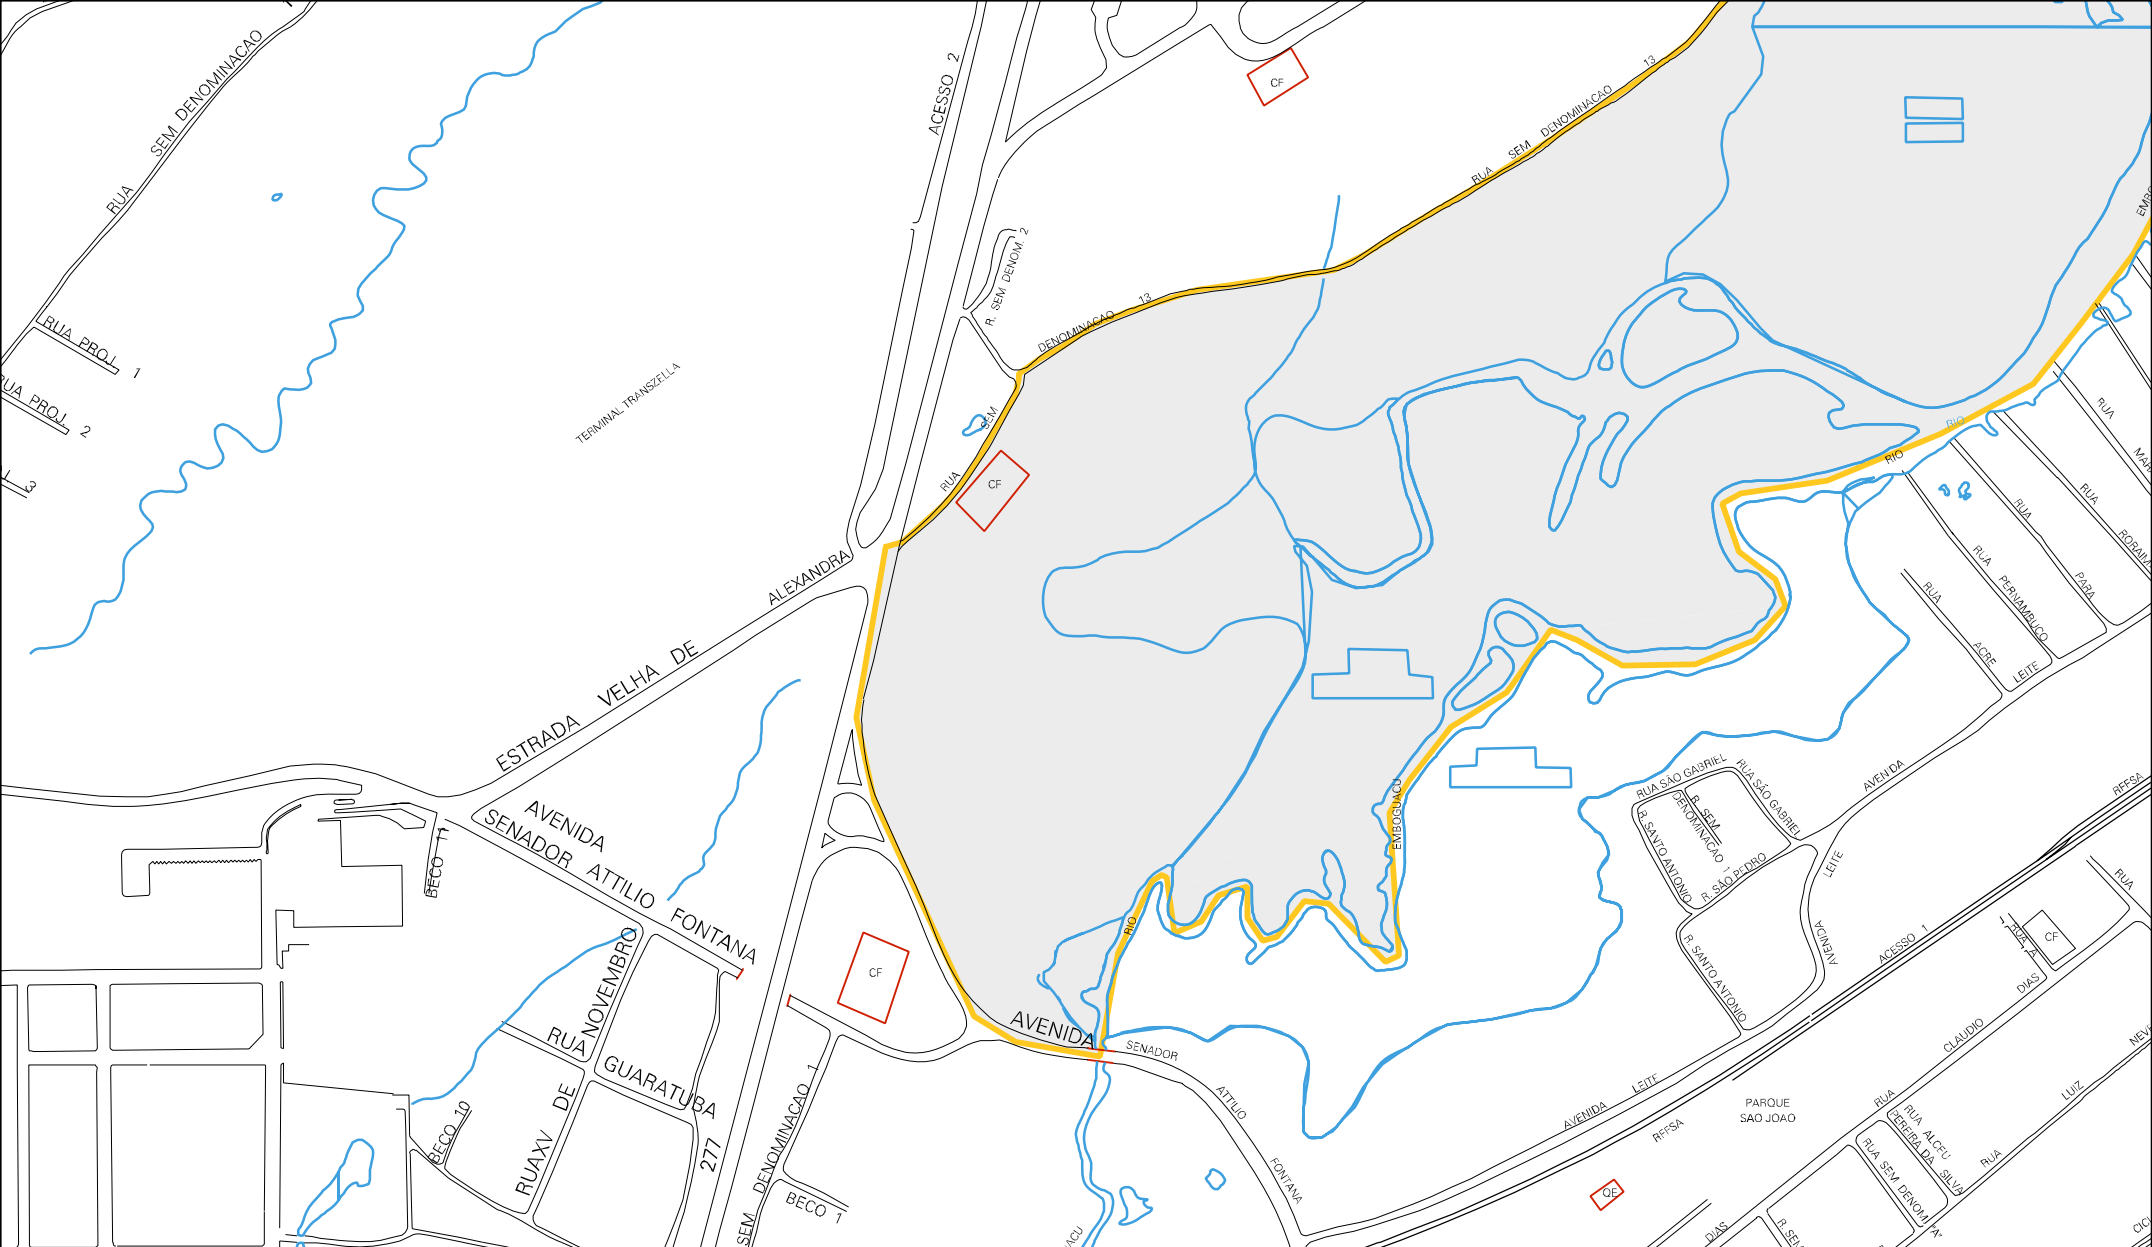 SEM DENOMINACAO
RUA
RUA PROJ. 1
RUA PROJ. 2
3
TERMINAL TRANSZELLA
ACESSO 2
R. SEM DENOM. 2
CF
RUA SEM DENOMINACAO 13
RUA SEM DENOMINACAO 13
CF
ESTRADA VELHA DE ALEXANDRA
AVENIDA
SENADOR ATTILIO FONTANA
BECO 11
RUA XV DE NOVEMBRO
RUA GUARATUBA
BECO 10
277
SEM DENOMINACAO 1
BECO 1
CF
AVENIDA SENADOR ATTILIO FONTANA
RIO EMBOGUACU
RIO
RIO
RUA
RUA
RORAIM
RUA PARA
RUA PERNAMBUCO
RUA ACRE
LEITE
AVENIDA
LEITE
AVENIDA
RUA SÃO GABRIEL
RUA SÃO GABRIEL
R. SEM
DENOMINACAO 1
R. SANTO ANTONIO
R. SÃO PEDRO
R. SANTO ANTONIO
RFFSA
ACESSO 1
RUA
RUA 1A
CF
AVENIDA LEITE
RFFSA
PARQUE
SAO JOAO
RUA CLAUDIO DIAS
RUA ALCEU
PEREIRA DA SILVA
RUA SEM DENOM. "A"
RUA LUIZ
QE
DIAS